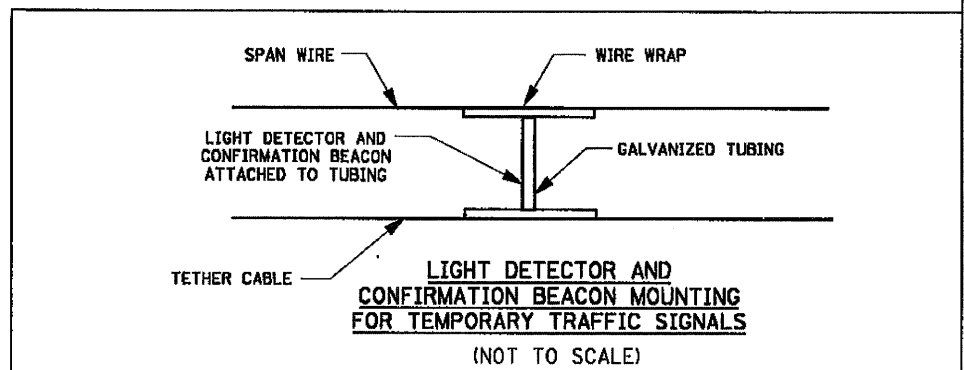 SPAN WIRE
WIRE WRAP
LIGHT DETECTOR AND
CONFIRMATION BEACON
ATTACHED TO TUBING
GALVANIZED TUBING
TETHER CABLE
LIGHT DETECTOR AND
CONFIRMATION BEACON MOUNTING
FOR TEMPORARY TRAFFIC SIGNALS
(NOT TO SCALE)